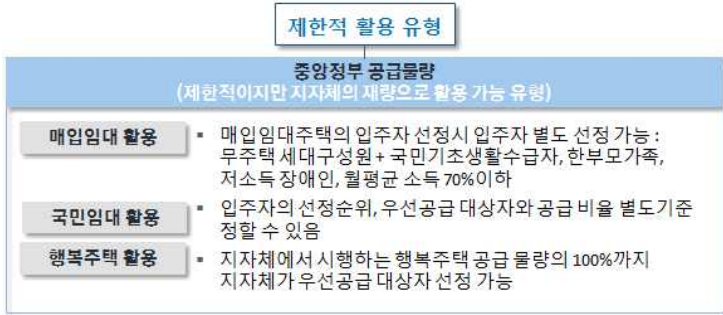 제한적 활용 유형
중앙정부 공급물량
(제한적이지만 지자체의 재량으로 활용 가능 유형)
매입임대 활용
▪ 매입임대주택의 입주자 선정시 입주자 별도 선정 가능 :
무주택 세대구성원 + 국민기초생활수급자, 한부모가족,
저소득 장애인, 월평균 소득 70%이하
국민임대 활용
▪ 입주자의 선정순위, 우선공급 대상자와 공급 비율 별도기준
정할 수 있음
행복주택 활용
▪ 지자체에서 시행하는 행복주택 공급 물량의 100%까지
지자체가 우선공급 대상자 선정 가능